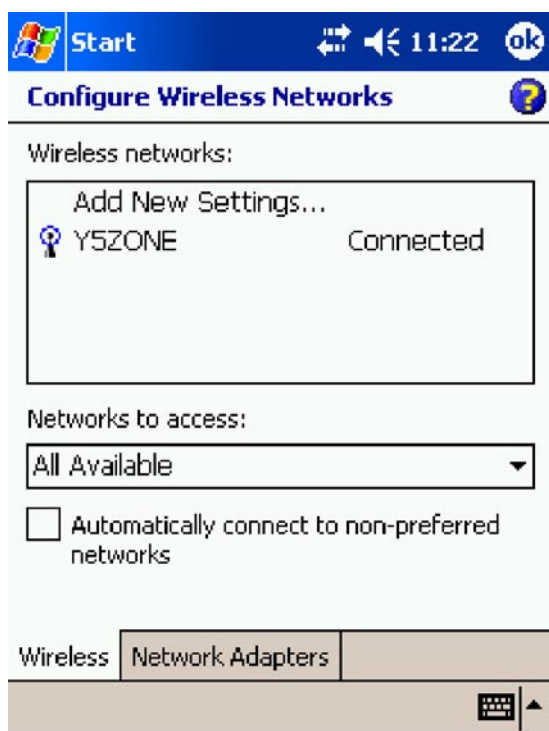 Start 11:22 ok
Configure Wireless Networks ?
Wireless networks:
Add New Settings...
Y5ZONE Connected
Networks to access:
All Available
Automatically connect to non-preferred
networks
Wireless Network Adapters